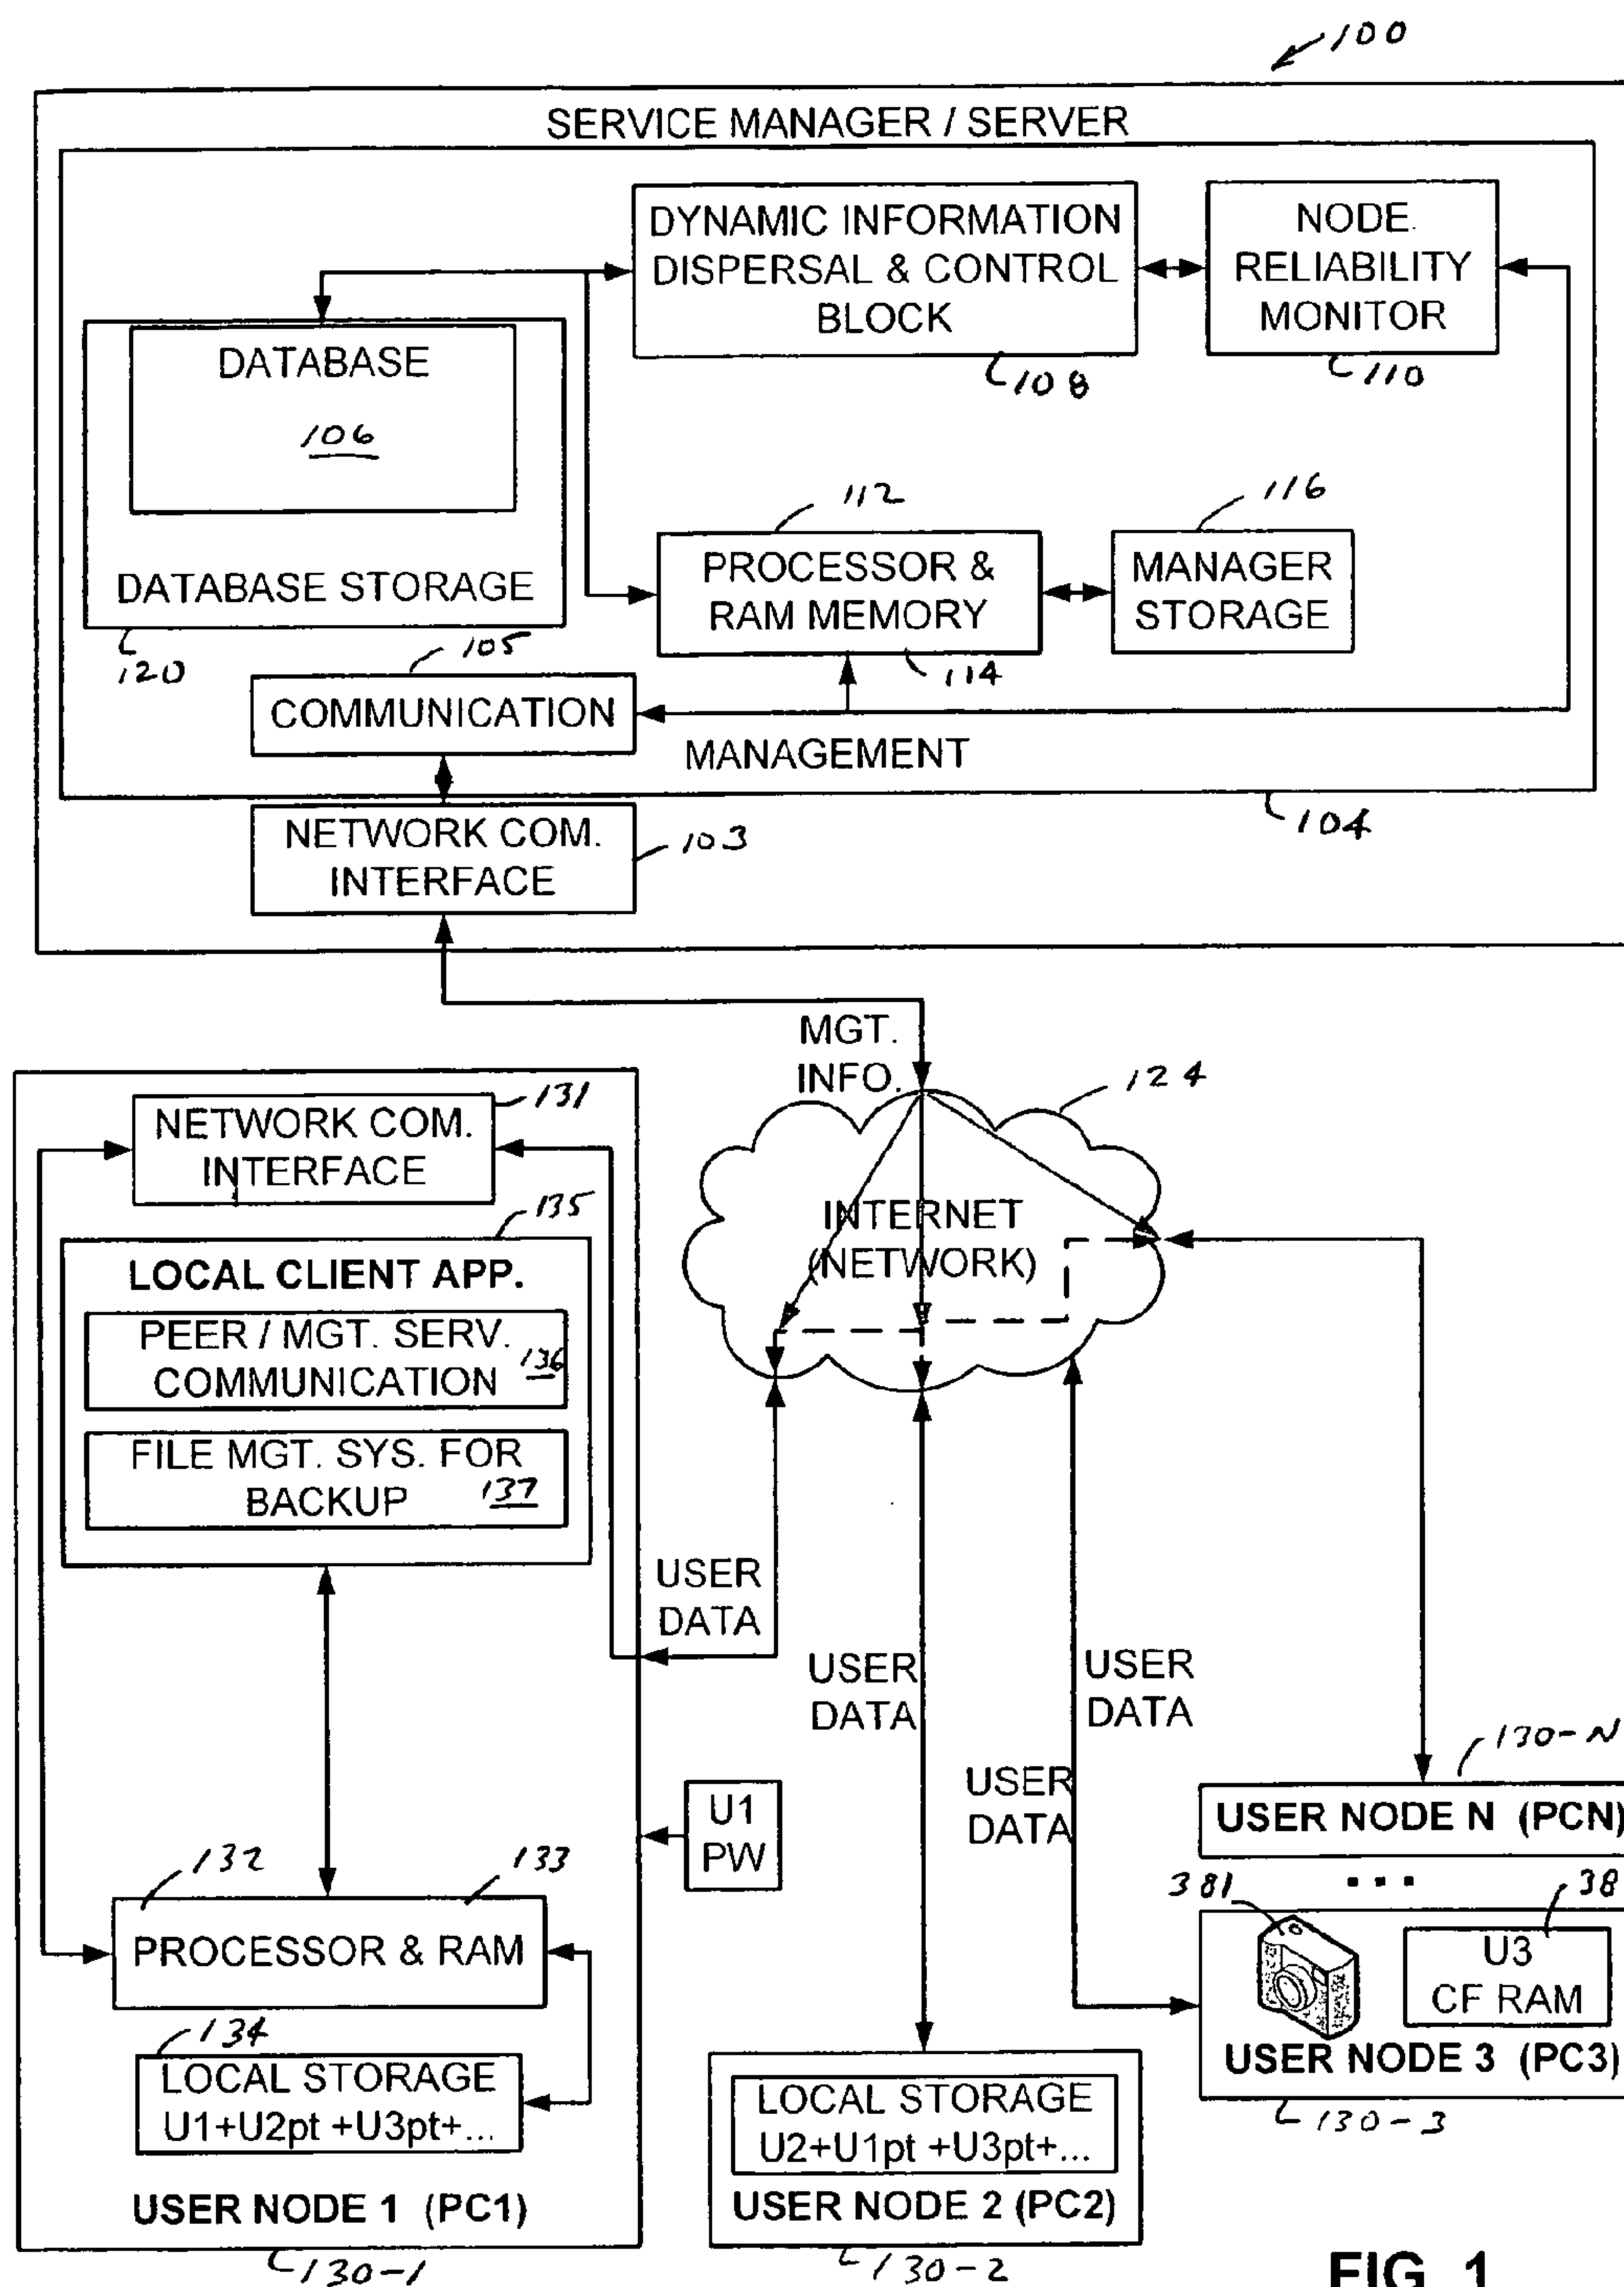 100
SERVICE MANAGER / SERVER
DYNAMIC INFORMATION
DISPERSAL & CONTROL
BLOCK
108
NODE.
RELIABILITY
MONITOR
110
DATABASE
106
DATABASE STORAGE
120
112
PROCESSOR &
RAM MEMORY
114
116
MANAGER
STORAGE
105
COMMUNICATION
MANAGEMENT
104
NETWORK COM.
INTERFACE
103
MGT.
INFO.
124
INTERNET
(NETWORK)
131
NETWORK COM.
INTERFACE
135
LOCAL CLIENT APP.
PEER / MGT. SERV.
COMMUNICATION 136
FILE MGT. SYS. FOR
BACKUP 137
USER
DATA
USER
DATA
USER
DATA
USER
DATA
U1
PW
132
133
PROCESSOR & RAM
134
LOCAL STORAGE
U1+U2pt +U3pt+...
USER NODE 1 (PC1)
130-1
LOCAL STORAGE
U2+U1pt +U3pt+...
USER NODE 2 (PC2)
130-2
130-N
USER NODE N (PCN)
...
381
38
U3
CF RAM
USER NODE 3 (PC3)
130-3
FIG. 1